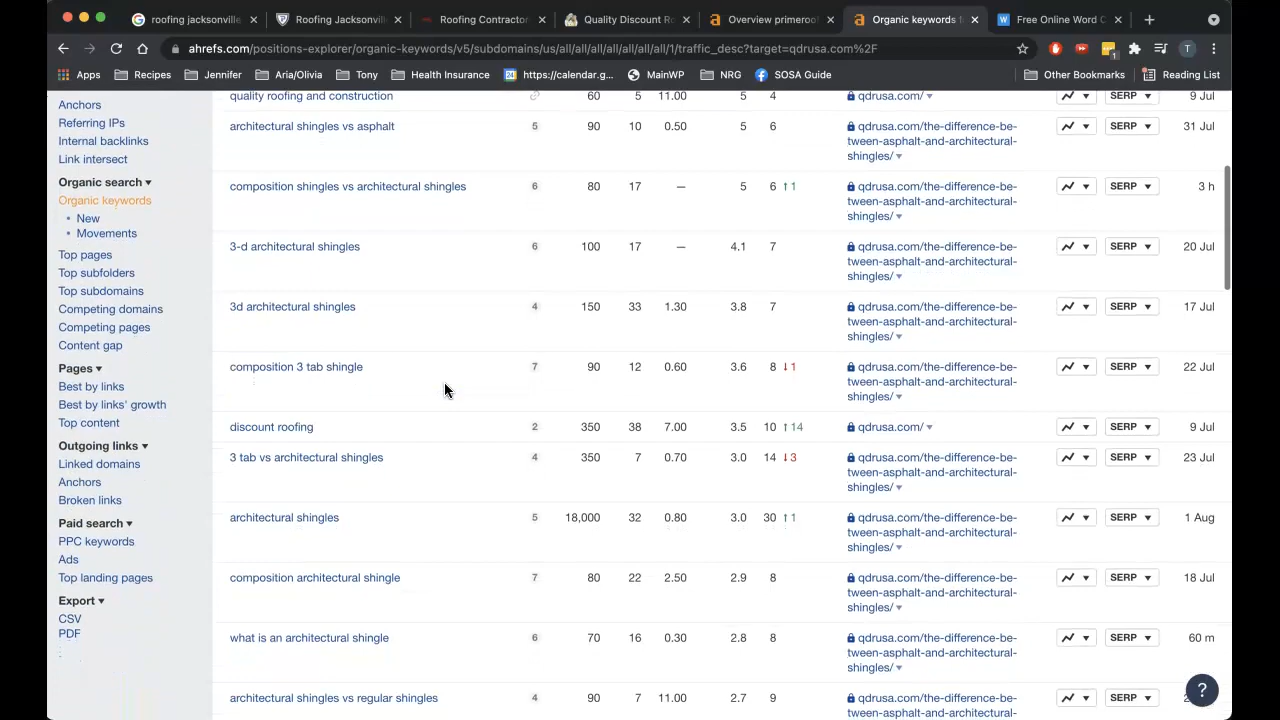 roofing jacksonville
Roofing Jacksonvill
Roofing Contractor
Quality Discount Ro
Overview primeroof
Organic keywords f
Free Online Word C
ahrefs.com/positions-explorer/organic-keywords/v5/subdomains/us/all/all/all/all/all/all/all/1/traffic_desc?target=qdrusa.com%2F
1
T
Apps
Recipes
Jennifer
Aria/Olivia
Tony
Health Insurance
https://calendar.g...
MainWP
NRG
SOSA Guide
Other Bookmarks
Reading List
Anchors
Referring IPs
Internal backlinks
Link intersect
Organic search
Organic keywords
• New
• Movements
Top pages
Top subfolders
Top subdomains
Competing domains
Competing pages
Content gap
Pages
Best by links
Best by links' growth
Top content
Outgoing links
Linked domains
Anchors
Broken links
Paid search
PPC keywords
Ads
Top landing pages
Export
CSV
PDF
quality roofing and construction 60 5 11.00 5 4 qdrusa.com/ SERP 9 Jul
architectural shingles vs asphalt 5 90 10 0.50 5 6 qdrusa.com/the-difference-be- SERP 31 Jul
tween-asphalt-and-architectural-
shingles/
composition shingles vs architectural shingles 6 80 17 — 5 6 ↑1 qdrusa.com/the-difference-be- SERP 3 h
tween-asphalt-and-architectural-
shingles/
3-d architectural shingles 6 100 17 — 4.1 7 qdrusa.com/the-difference-be- SERP 20 Jul
tween-asphalt-and-architectural-
shingles/
3d architectural shingles 4 150 33 1.30 3.8 7 qdrusa.com/the-difference-be- SERP 17 Jul
tween-asphalt-and-architectural-
shingles/
composition 3 tab shingle 7 90 12 0.60 3.6 8 ↓1 qdrusa.com/the-difference-be- SERP 22 Jul
tween-asphalt-and-architectural-
shingles/
discount roofing 2 350 38 7.00 3.5 10 ↑14 qdrusa.com/ SERP 9 Jul
3 tab vs architectural shingles 4 350 7 0.70 3.0 14 ↓3 qdrusa.com/the-difference-be- SERP 23 Jul
tween-asphalt-and-architectural-
shingles/
architectural shingles 5 18,000 32 0.80 3.0 30 ↑1 qdrusa.com/the-difference-be- SERP 1 Aug
tween-asphalt-and-architectural-
shingles/
composition architectural shingle 7 80 22 2.50 2.9 8 qdrusa.com/the-difference-be- SERP 18 Jul
tween-asphalt-and-architectural-
shingles/
what is an architectural shingle 6 70 16 0.30 2.8 8 qdrusa.com/the-difference-be- SERP 60 m
tween-asphalt-and-architectural-
shingles/
architectural shingles vs regular shingles 4 90 7 11.00 2.7 9 qdrusa.com/the-difference-be- SERP
tween-asphalt-and-architectural-
?